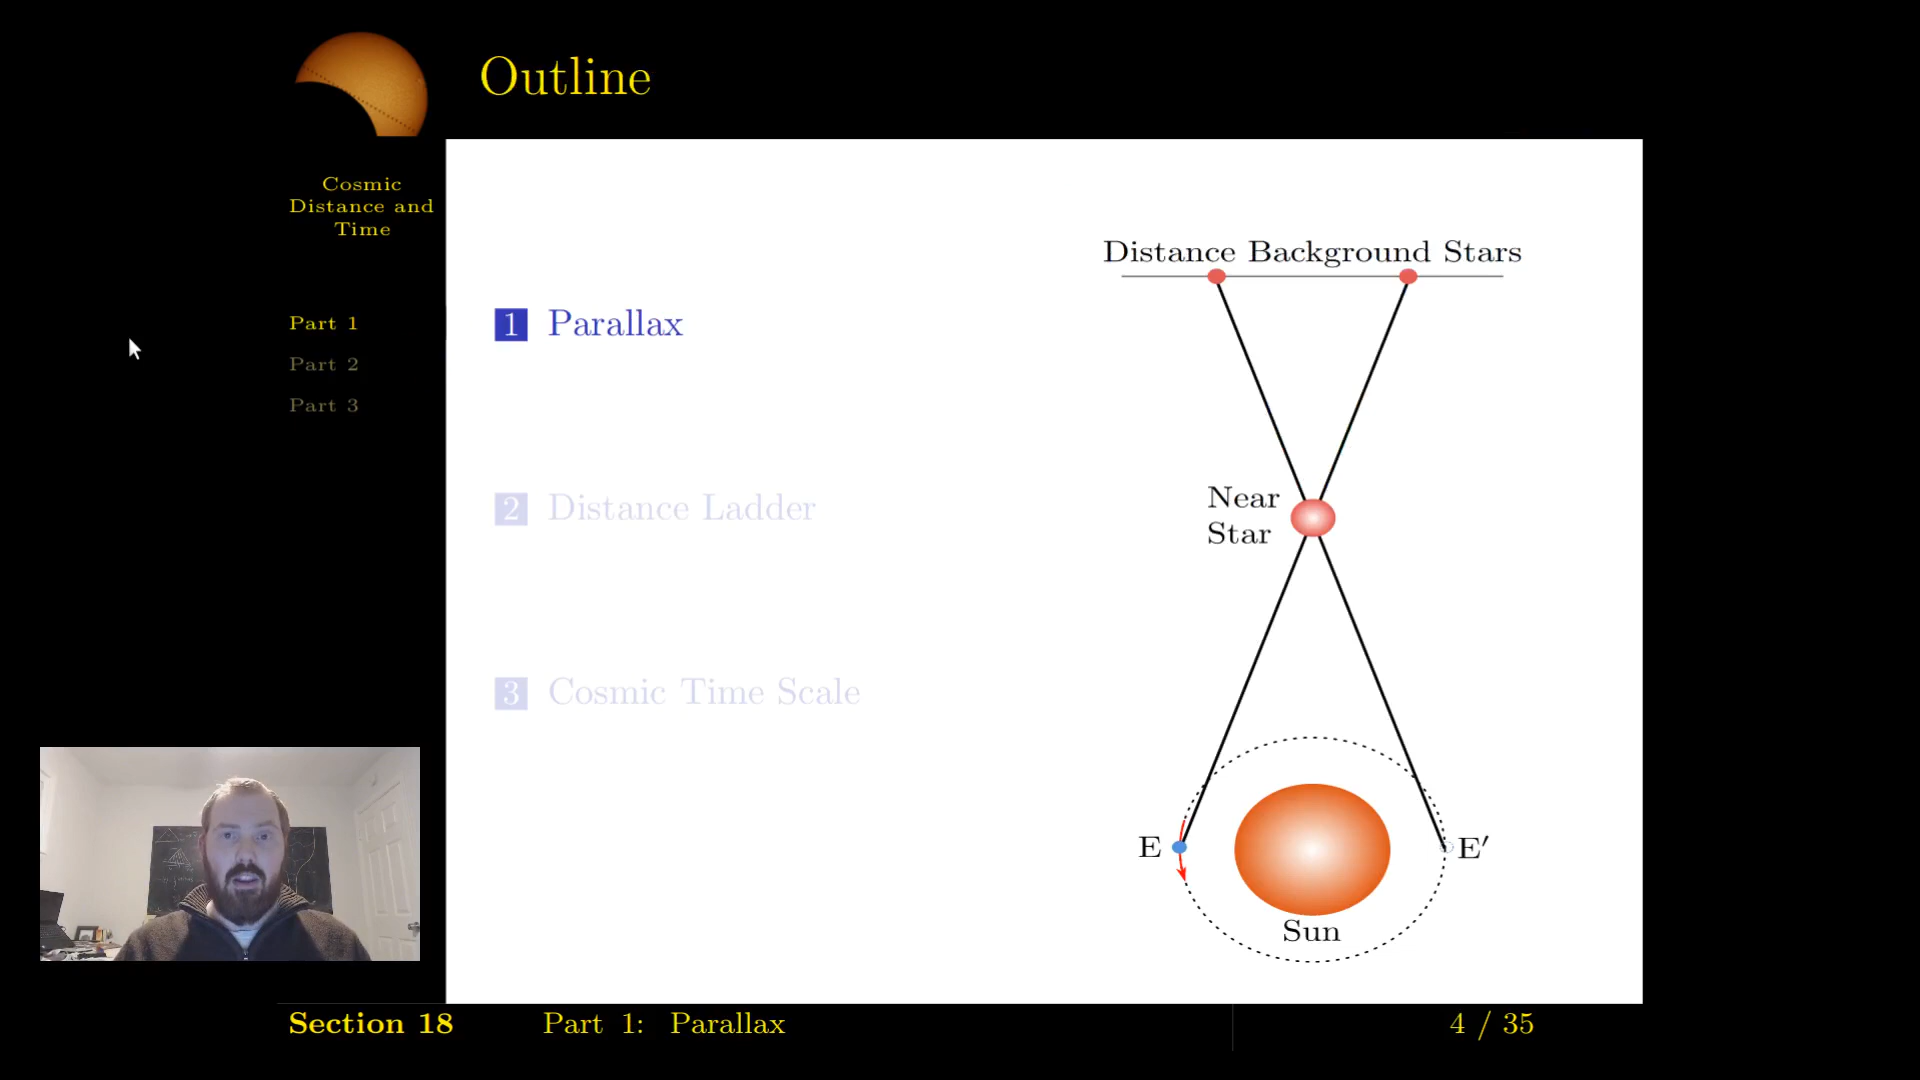 Outline
Cosmic
Distance and
Time
Part 1
Part 2
Part 3
1 Parallax
2 Distance Ladder
3 Cosmic Time Scale
Distance Background Stars
Near
Star
E
E′
Sun
Section 18
Part 1: Parallax
4 / 35